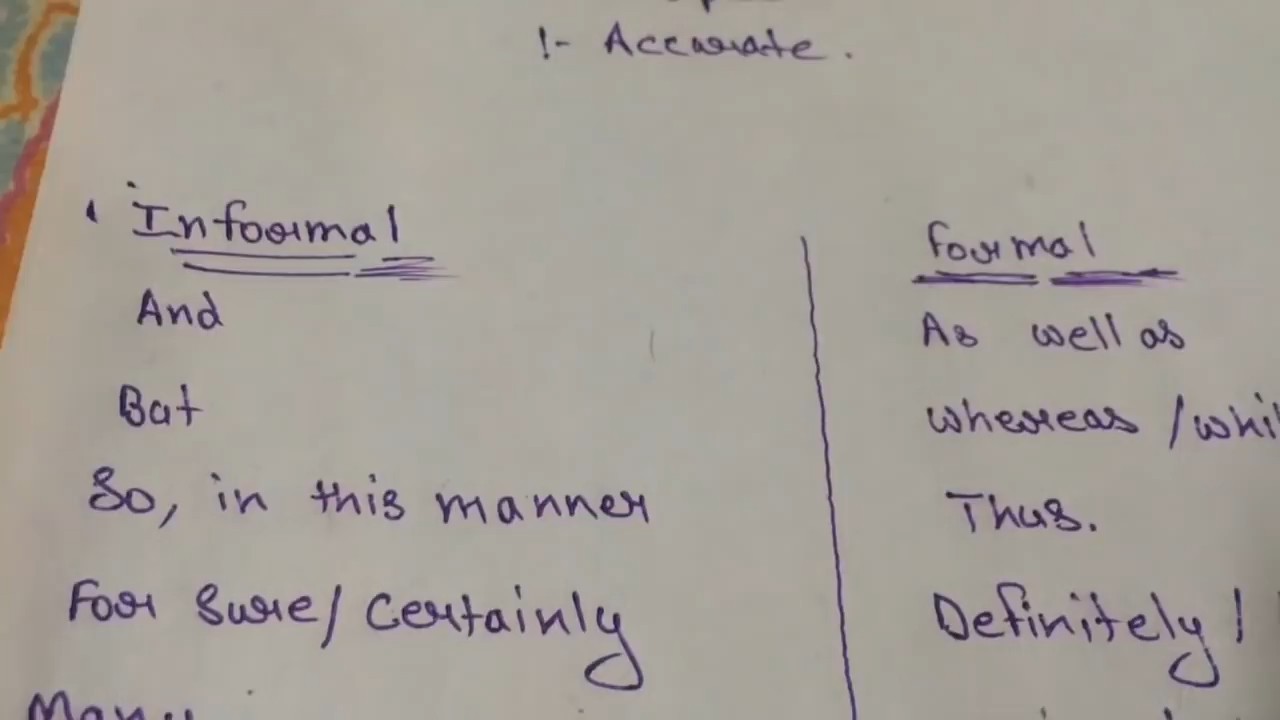 !- Accurate.
Informal
Formal
And
As well as
But
whereas /whi
So, in this manner
Thus.
For Sure/ Certainly
Definitely/
Many